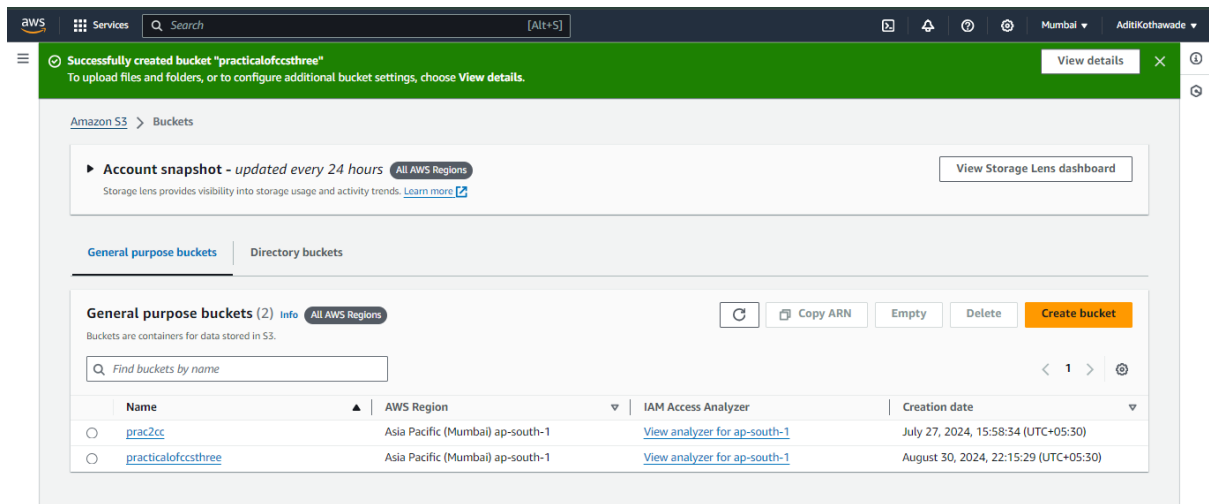 aws Services Search [Alt+S] Mumbai AditiKothawade
Successfully created bucket "practicalofccsthree"
To upload files and folders, or to configure additional bucket settings, choose View details.
View details
Amazon S3 > Buckets
Account snapshot - updated every 24 hours All AWS Regions
Storage lens provides visibility into storage usage and activity trends. Learn more
View Storage Lens dashboard
General purpose buckets Directory buckets
General purpose buckets (2) Info All AWS Regions
Buckets are containers for data stored in S3.
Copy ARN Empty Delete Create bucket
Find buckets by name
1
Name AWS Region IAM Access Analyzer Creation date
prac2cc Asia Pacific (Mumbai) ap-south-1 View analyzer for ap-south-1 July 27, 2024, 15:58:34 (UTC+05:30)
practicalofccsthree Asia Pacific (Mumbai) ap-south-1 View analyzer for ap-south-1 August 30, 2024, 22:15:29 (UTC+05:30)